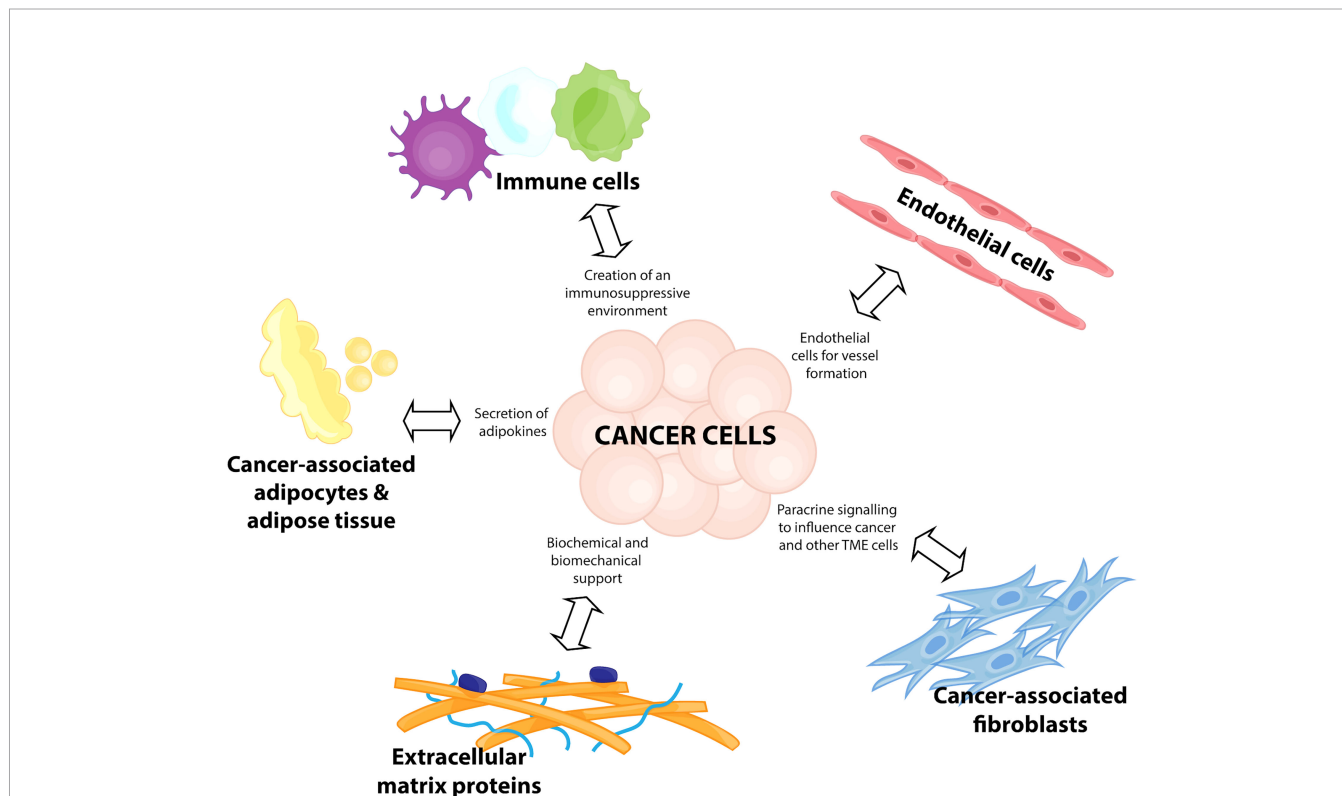 Immune cells
Creation of an
immunosuppressive
environment
Endothelial cells
Endothelial
cells for vessel
formation
Secretion of
adipokines
CANCER CELLS
Cancer-associated
adipocytes &
adipose tissue
Paracrine signalling
to influence cancer
and other TME cells
Biochemical and
biomechanical
support
Cancer-associated
fibroblasts
Extracellular
matrix proteins